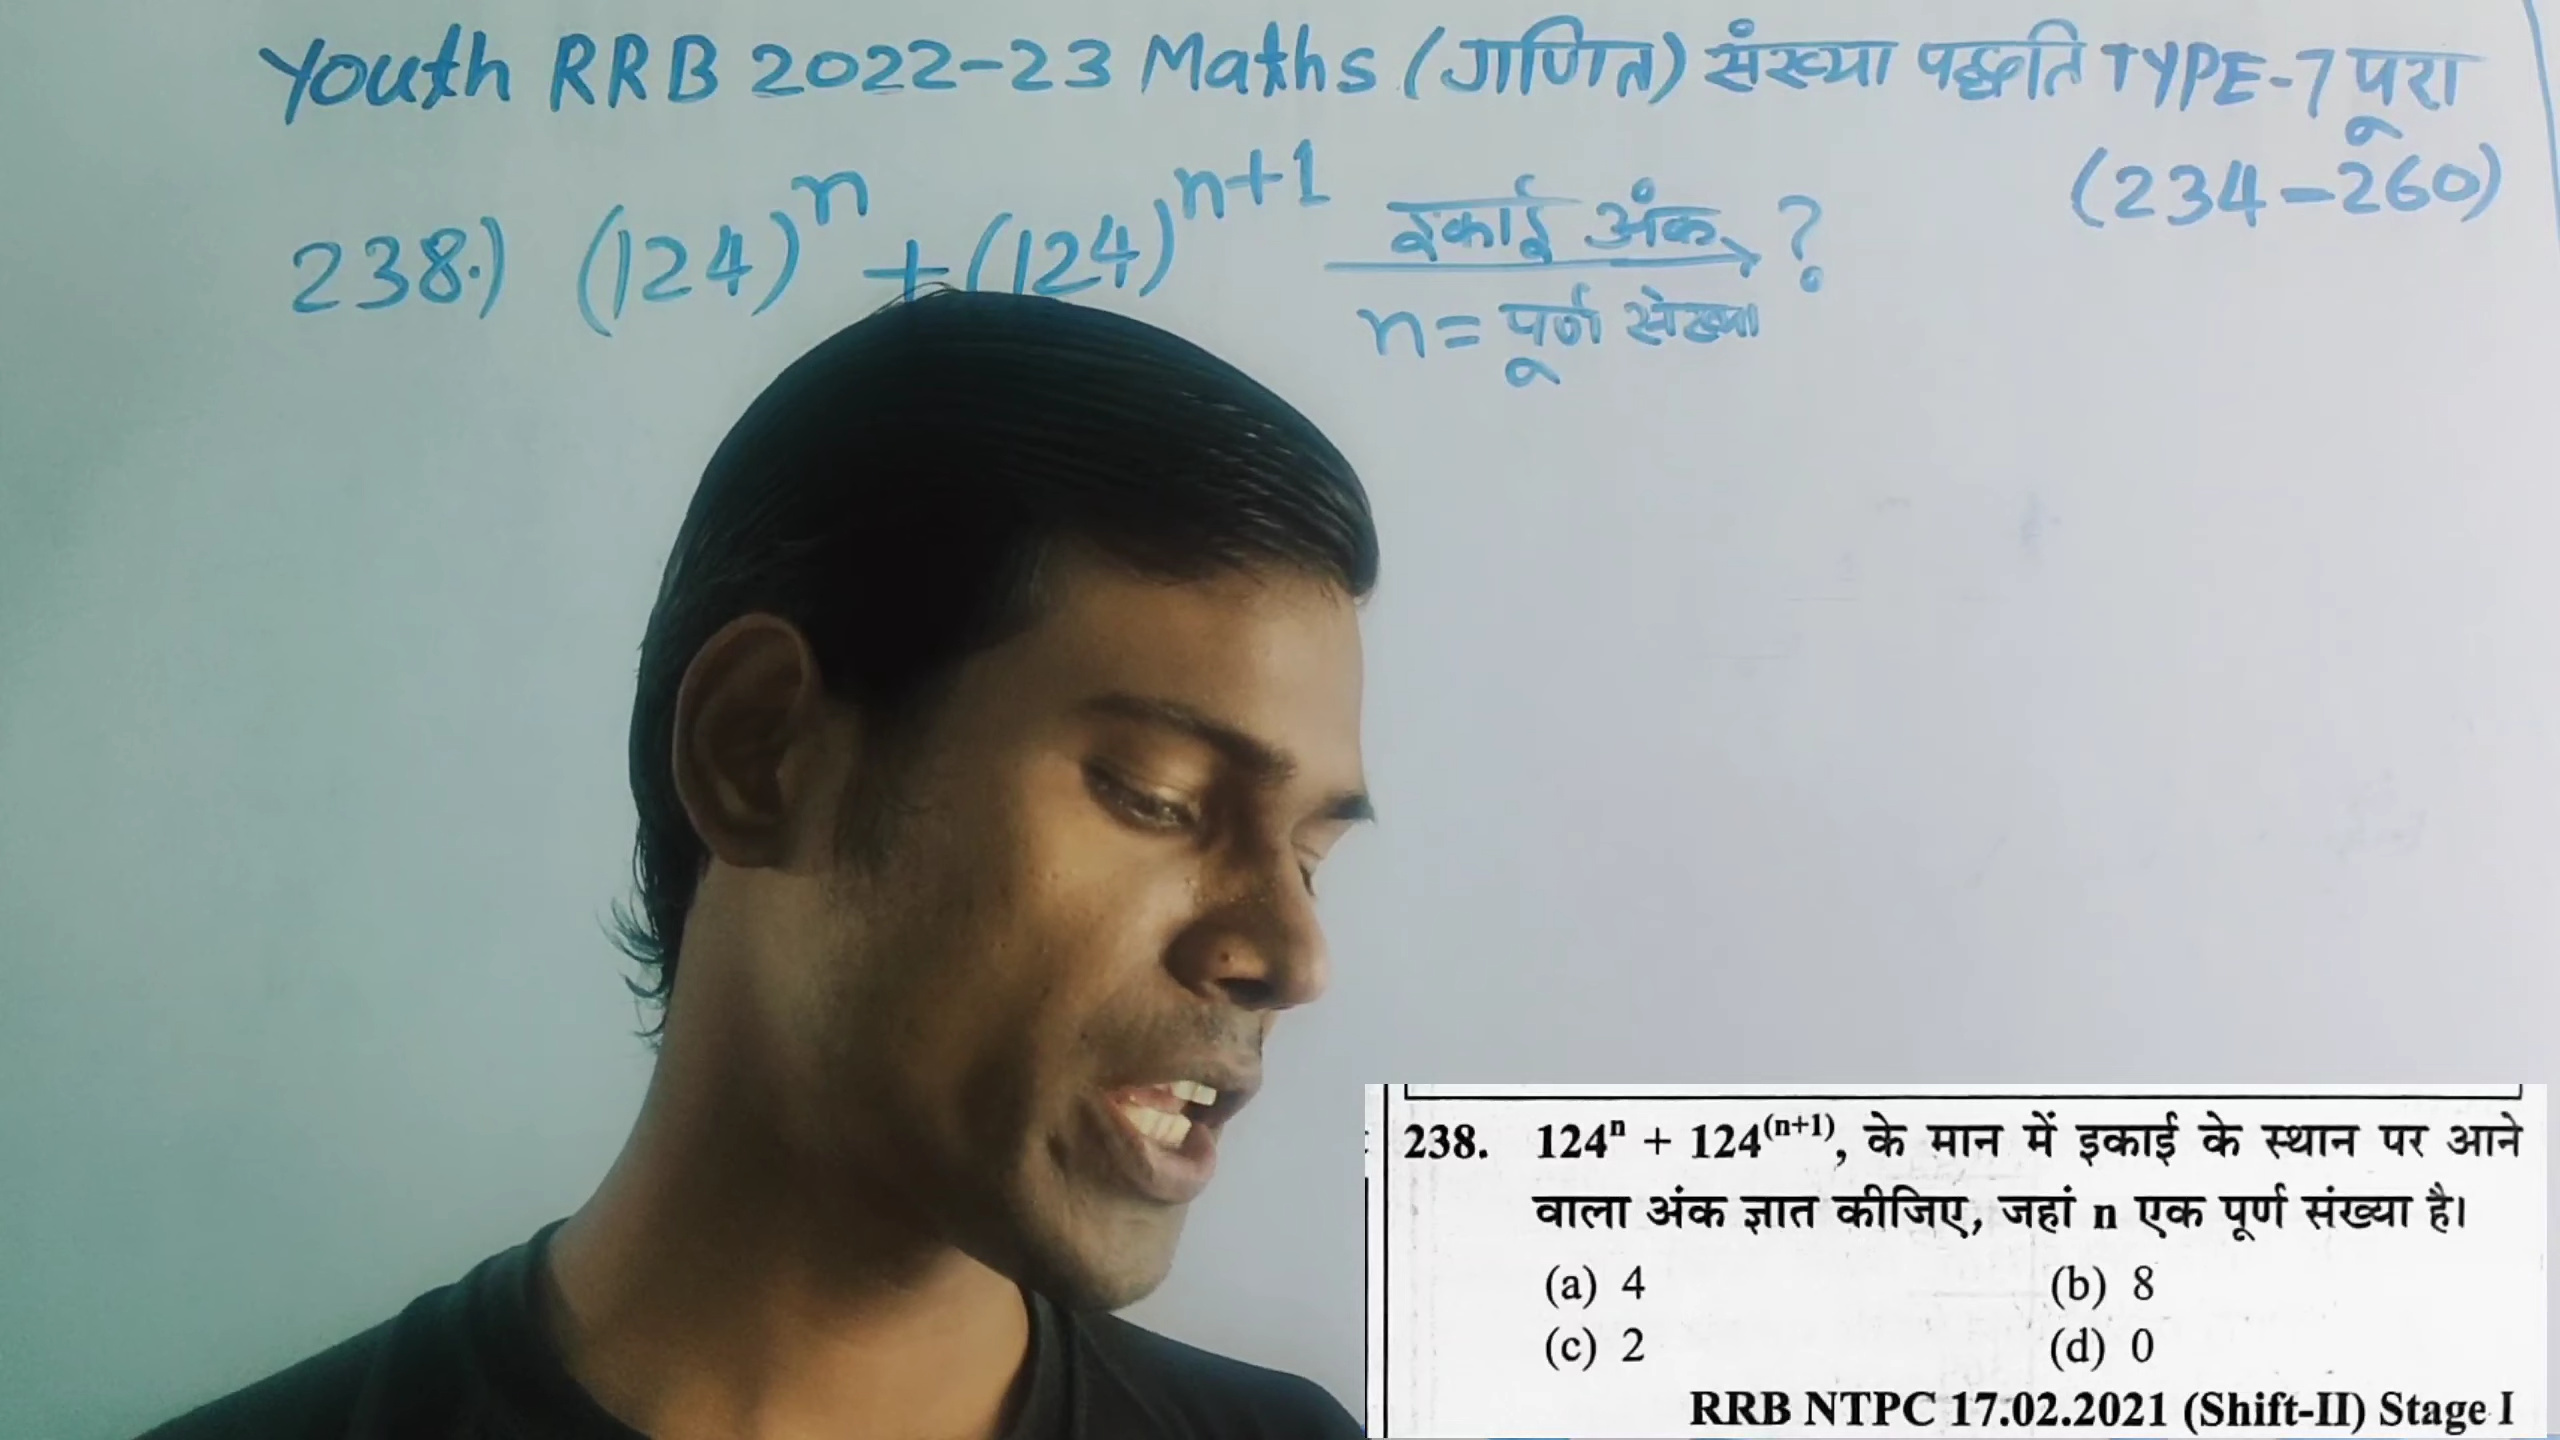 Youth RRB 2022-23 Maths (गणित) संख्या पद्धति TYPE-7 पूरा
(234-260)
238.) (124)^n + (124)^{n+1} इकाई अंक ?
n = पूर्ण संख्या
238. 124^n + 124^(n+1), के मान में इकाई के स्थान पर आने
वाला अंक ज्ञात कीजिए, जहां n एक पूर्ण संख्या है।
(a) 4 (b) 8
(c) 2 (d) 0
RRB NTPC 17.02.2021 (Shift-II) Stage I